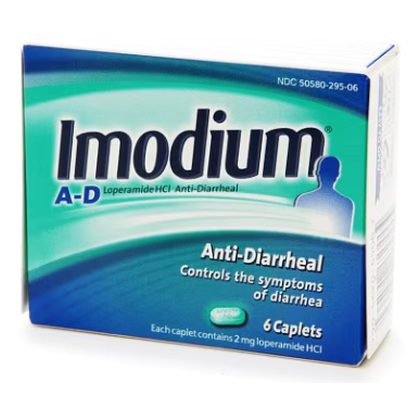 NDC 50580-295-06
Imodium®
A-D Loperamide HCl Anti-Diarrheal
Anti-Diarrheal
Controls the symptoms
of diarrhea
6 Caplets
Each caplet contains 2 mg loperamide HCl